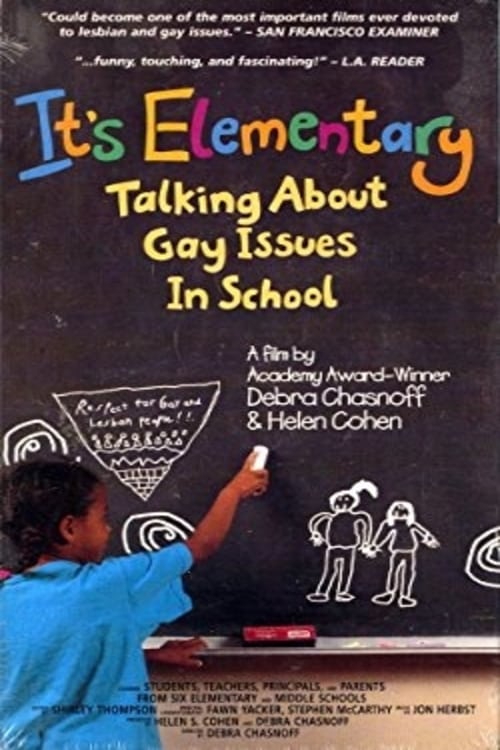 "Could become one of the most important films ever devoted
to lesbian and gay issues." – SAN FRANCISCO EXAMINER
"...funny, touching, and fascinating!" – L.A. READER
It's Elementary
Talking About
Gay Issues
In School
A film by
Academy Award-Winner
Debra Chasnoff
& Helen Cohen
Respect for Gay and
Lesbian people!!
STUDENTS, TEACHERS, PRINCIPALS, AND PARENTS
FROM SIX ELEMENTARY AND MIDDLE SCHOOLS
SHIRLEY THOMPSON FAWN YACKER, STEPHEN McCARTHY JON HERBST
HELEN S. COHEN AND DEBRA CHASNOFF
DEBRA CHASNOFF